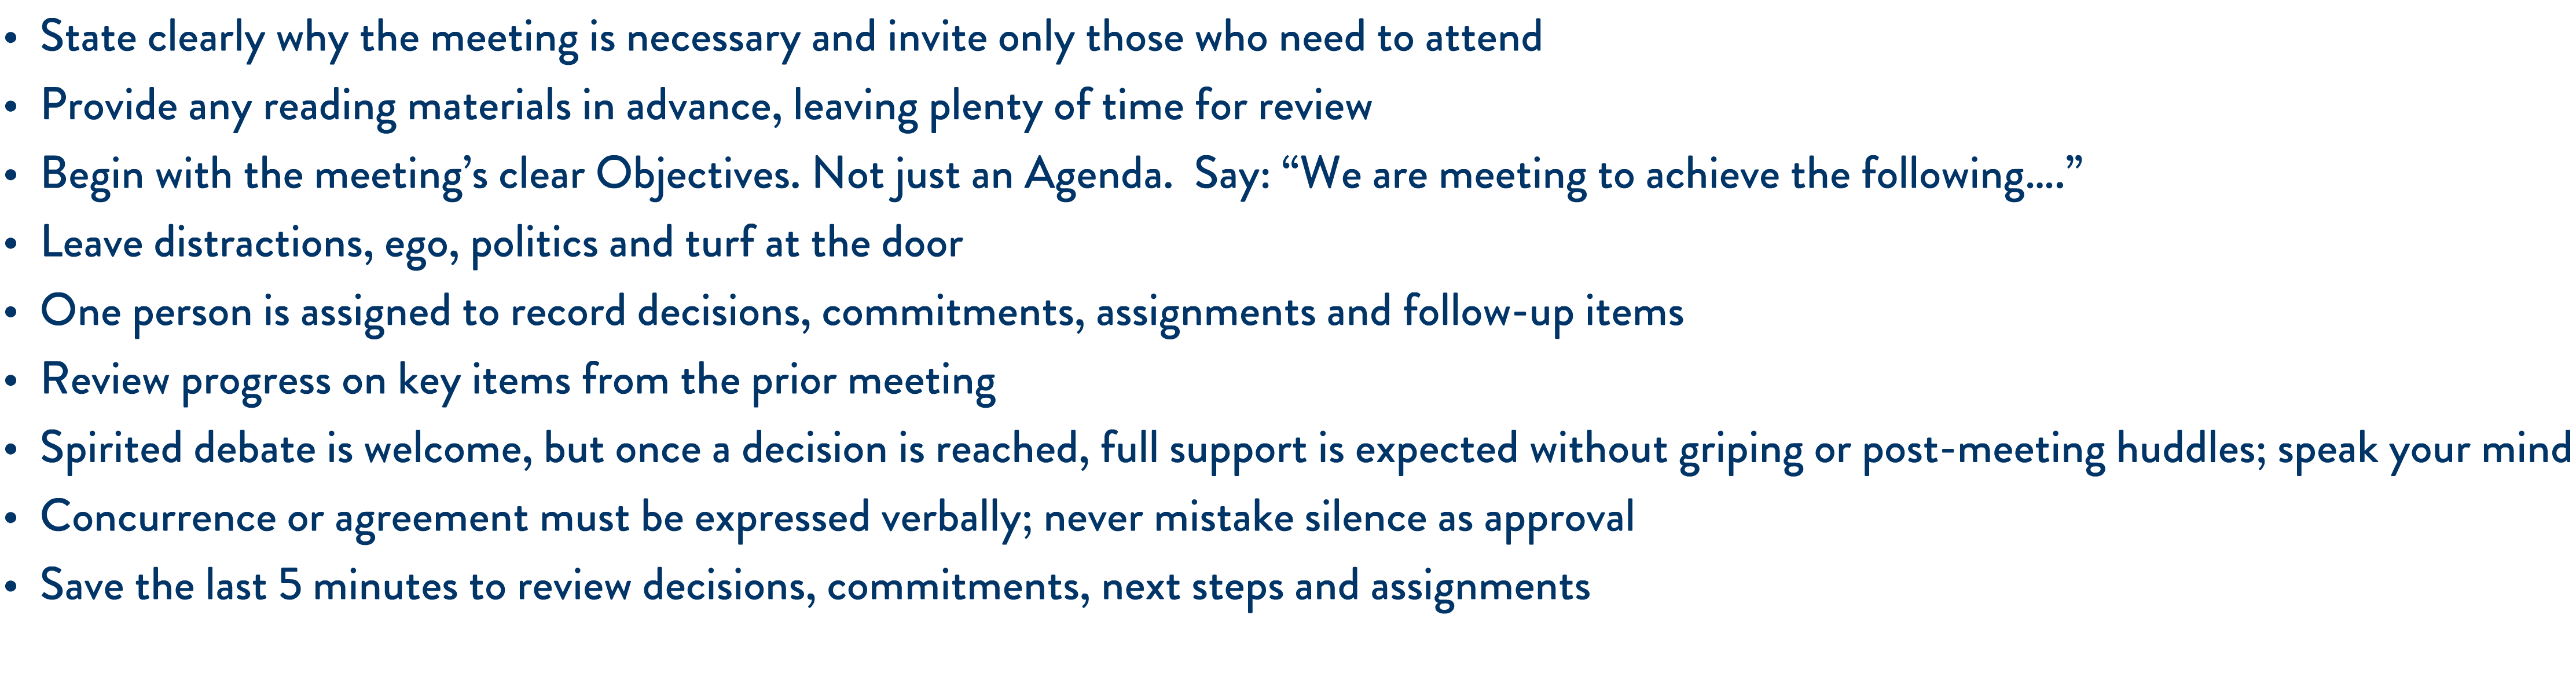 • State clearly why the meeting is necessary and invite only those who need to attend
• Provide any reading materials in advance, leaving plenty of time for review
• Begin with the meeting’s clear Objectives. Not just an Agenda.  Say: “We are meeting to achieve the following....”
• Leave distractions, ego, politics and turf at the door
• One person is assigned to record decisions, commitments, assignments and follow-up items
• Review progress on key items from the prior meeting
• Spirited debate is welcome, but once a decision is reached, full support is expected without griping or post-meeting huddles; speak your mind
• Concurrence or agreement must be expressed verbally; never mistake silence as approval
• Save the last 5 minutes to review decisions, commitments, next steps and assignments